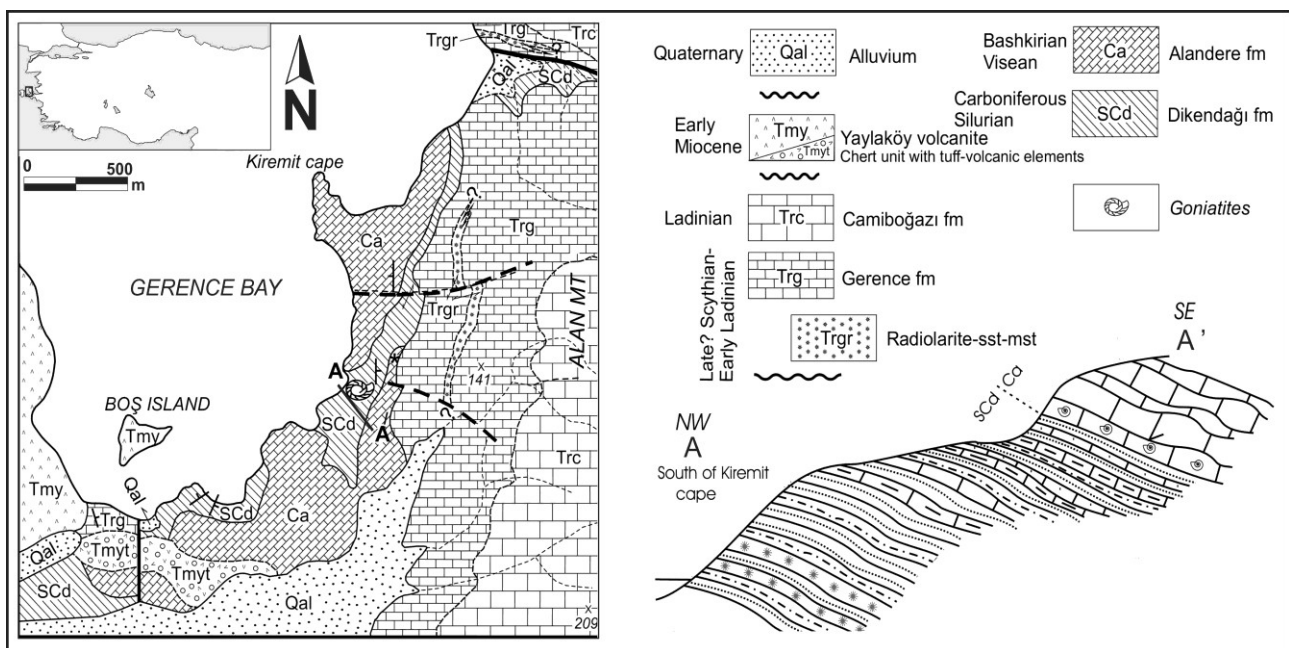 Trgr
Trg
Trc
Qal
SCd
N
0
500
m
Kiremit cape
?
Ca
Trg
GERENCE BAY
Trgr
ALAN MT
A
x
x
141
BOŞ ISLAND
Tmv
SCd
A'
?
Trc
Tmy
Qal
SCd
Ca
Trg
Qal
Tmyt
Tmyt
SCd
Qal
x
209
Quaternary
Qal
Alluvium
Early
Miocene
Tmy
Tmyt
Yaylaköy volcanite
Chert unit with tuff-volcanic elements
Ladinian
Trc
Camiboğazı fm
Late? Scythian-
Early Ladinian
Trg
Gerence fm
Trgr
Radiolarite-sst-mst
Bashkirian
Visean
Ca
Alandere fm
Carboniferous
Silurian
SCd
Dikendağı fm
Goniatites
SE
A'
SCd
Ca
NW
A
South of Kiremit
cape